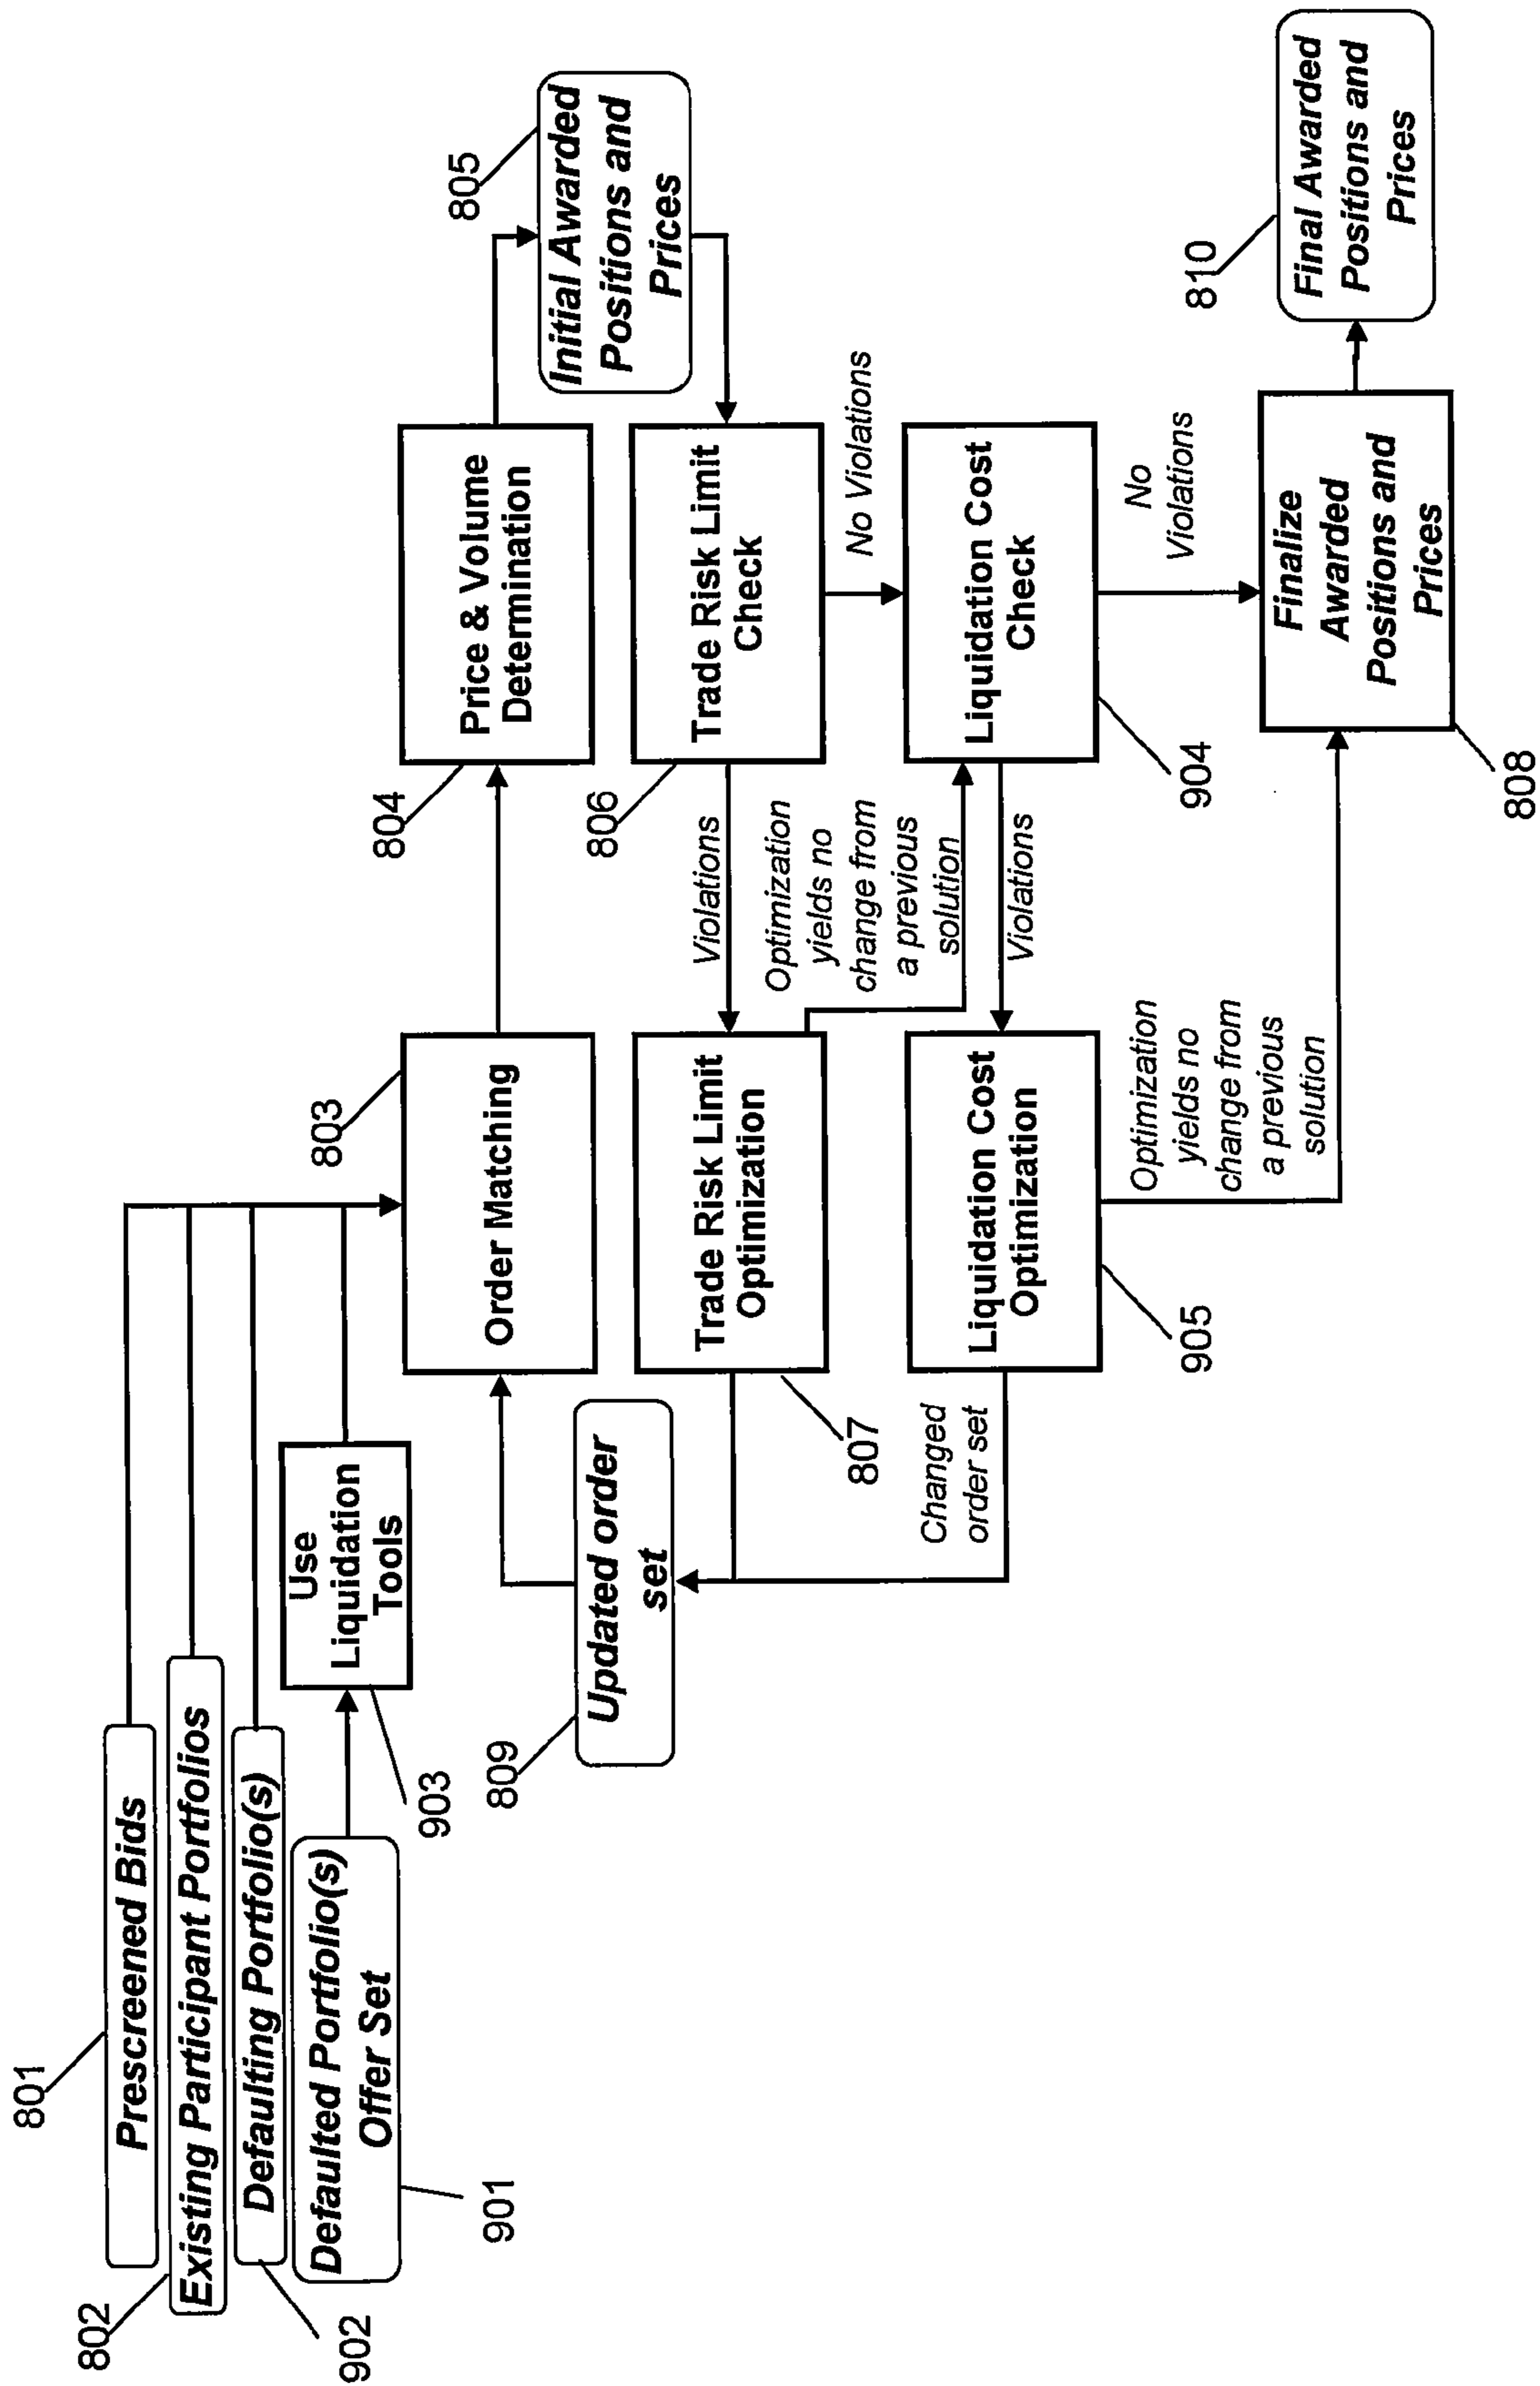 801
Prescreened Bids
802
Existing Participant Portfolios
Defaulting Portfolio(s)
902
Defaulted Portfolio(s)
Offer Set
901
Use
Liquidation
Tools
903
803
Order Matching
804
Price & Volume
Determination
805
Initial Awarded
Positions and
Prices
809
Updated order
set
Trade Risk Limit
Optimization
807
Violations
806
Trade Risk Limit
Check
Optimization
yields no
change from
a previous
solution
No Violations
Changed
order set
Liquidation Cost
Optimization
905
Violations
Liquidation Cost
Check
904
Optimization
yields no
change from
a previous
solution
No
Violations
Finalize
Awarded
Positions and
Prices
808
810
Final Awarded
Positions and
Prices